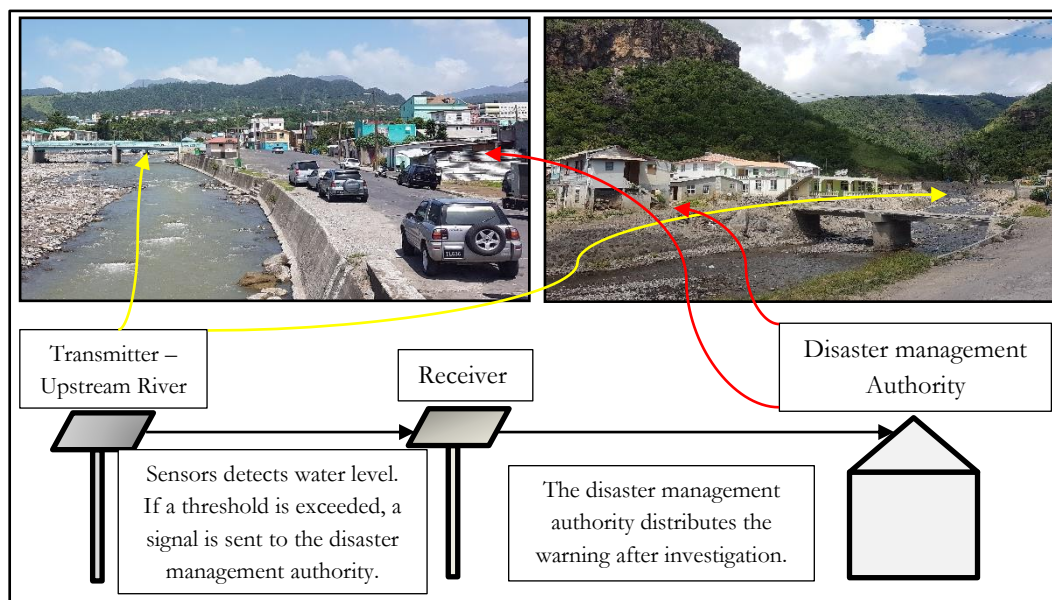 Transmitter –
Upstream River
Receiver
Disaster management
Authority
Sensors detects water level.
If a threshold is exceeded, a
signal is sent to the disaster
management authority.
The disaster management
authority distributes the
warning after investigation.